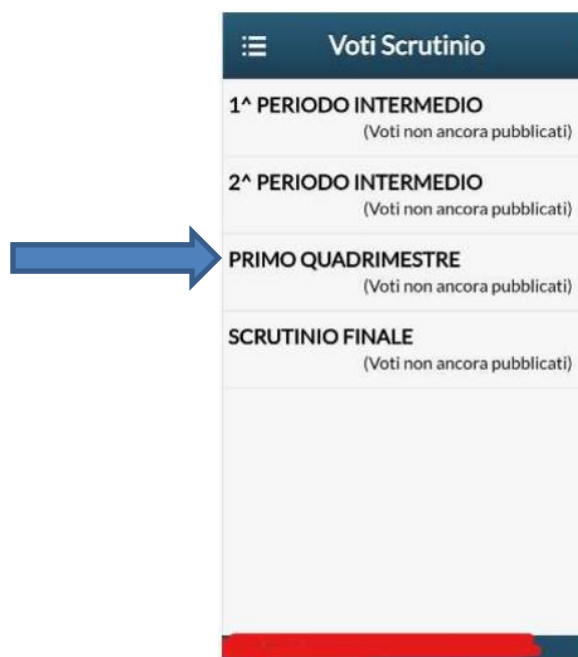 Voti Scrutinio
1^ PERIODO INTERMEDIO
(Voti non ancora pubblicati)
2^ PERIODO INTERMEDIO
(Voti non ancora pubblicati)
PRIMO QUADRIMESTRE
(Voti non ancora pubblicati)
SCRUTINIO FINALE
(Voti non ancora pubblicati)